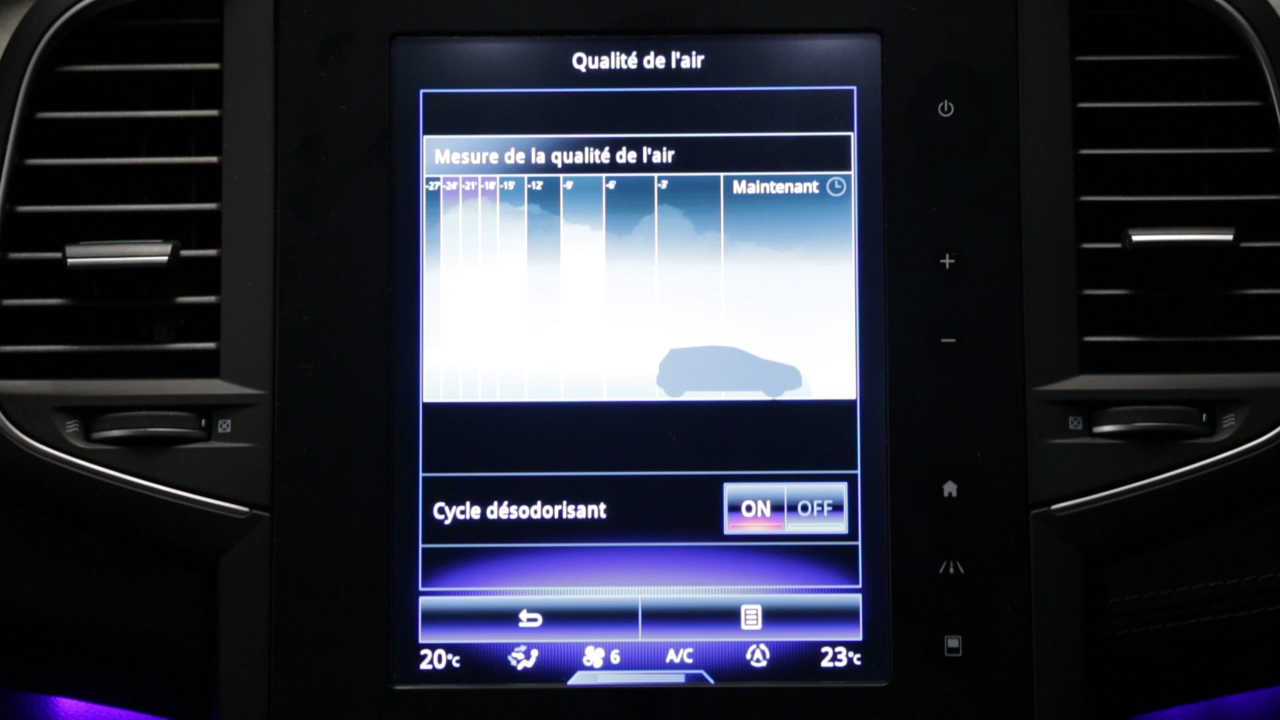 Qualité de l'air
Mesure de la qualité de l'air
-27' -24' -21' -18' -15' -12' -9' -6' -3' Maintenant
Cycle désodorisant ON OFF
20°C 6 A/C 23°C